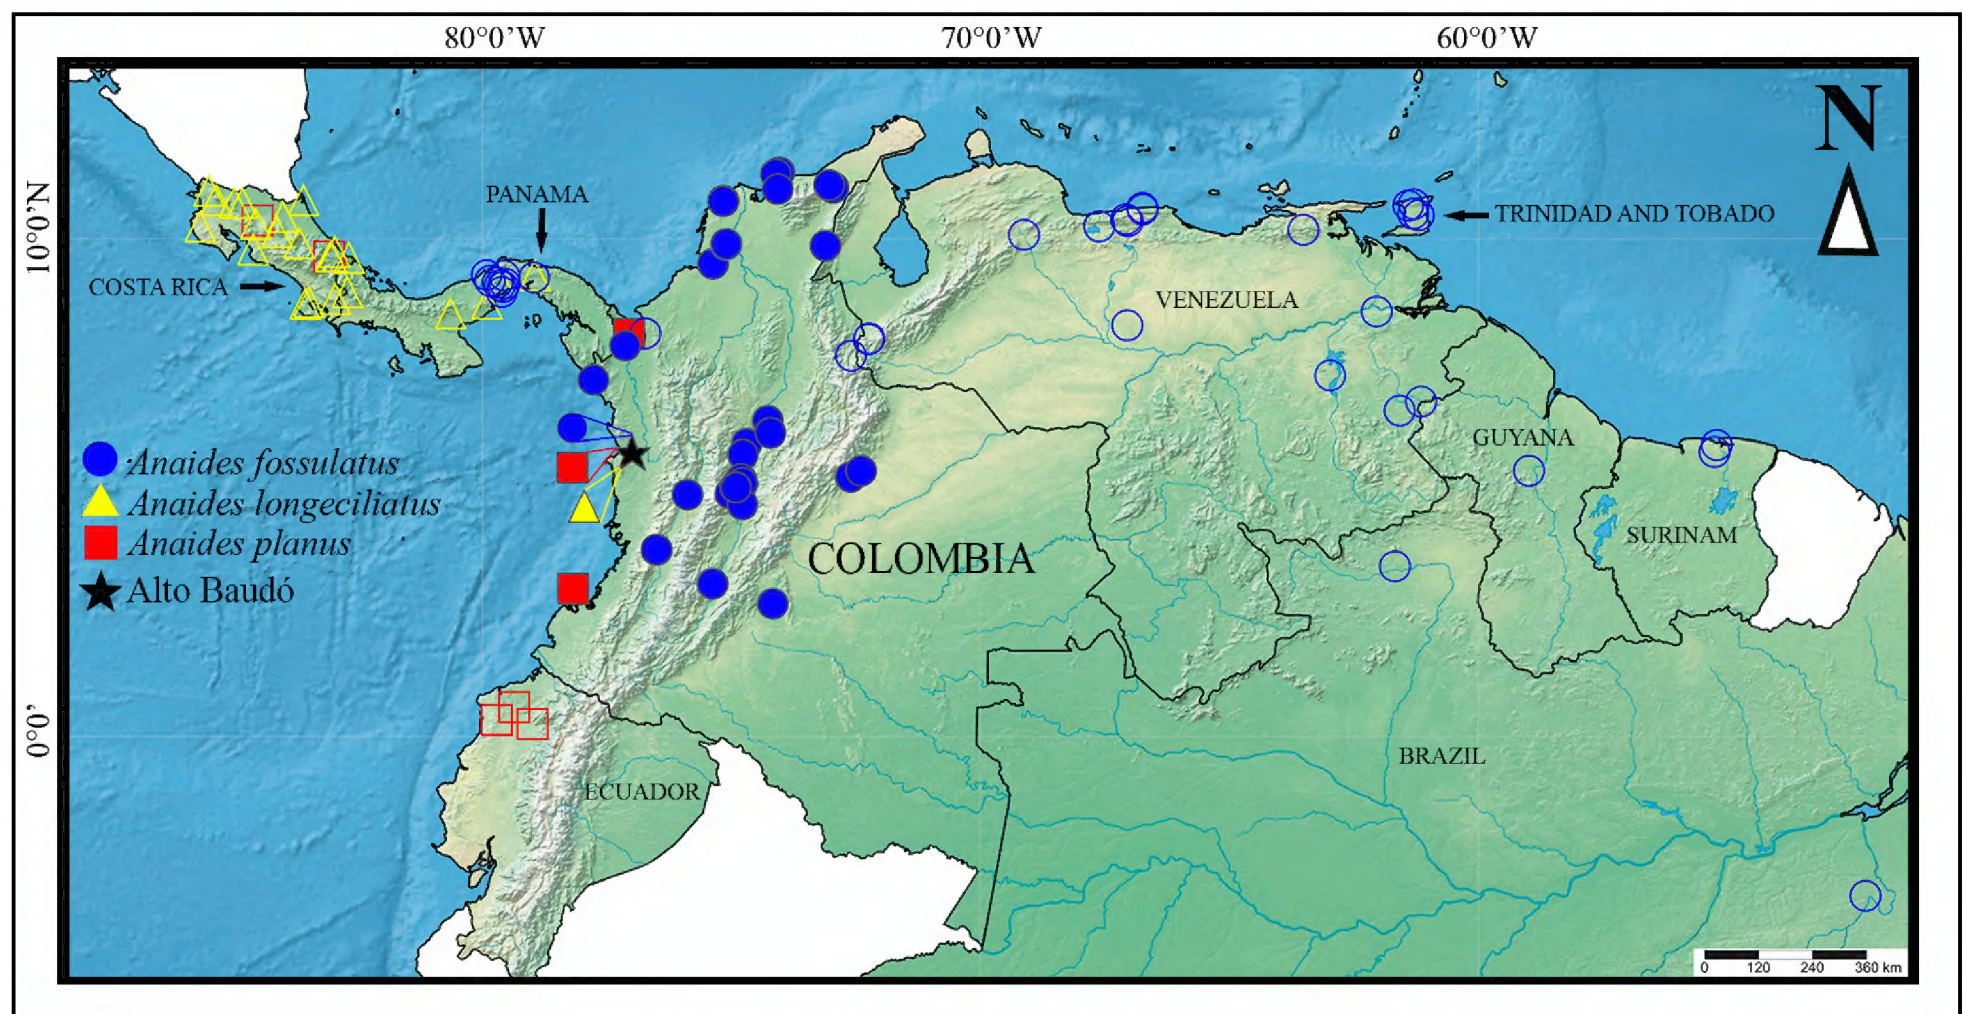 80°0'W 70°0'W 60°0'W
N
PANAMA
10°0'N
TRINIDAD AND TOBADO
COSTA RICA
VENEZUELA
GUYANA
Anaides fossulatus
Anaides longeciliatus
SURINAM
Anaides planus
COLOMBIA
Alto Baudó
0°0'
BRAZIL
ECUADOR
0 120 240 360 km